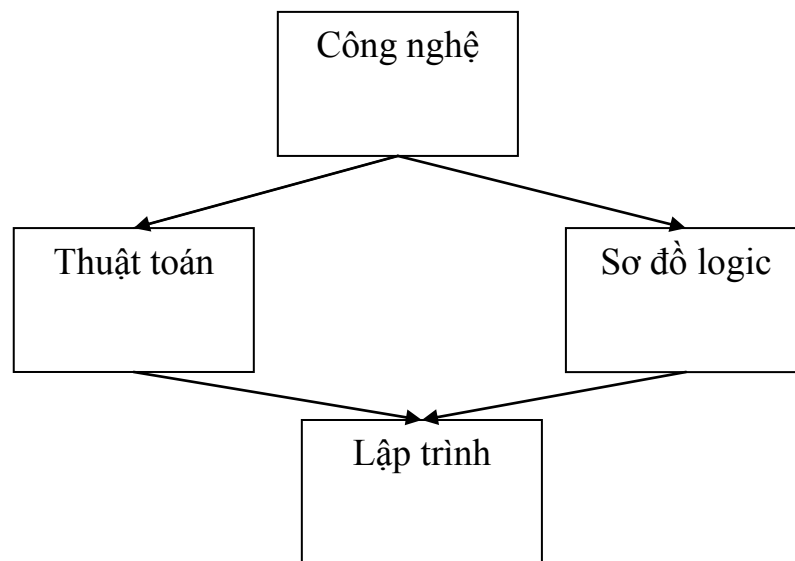 Công nghệ
Thuật toán
Sơ đồ logic
Lập trình